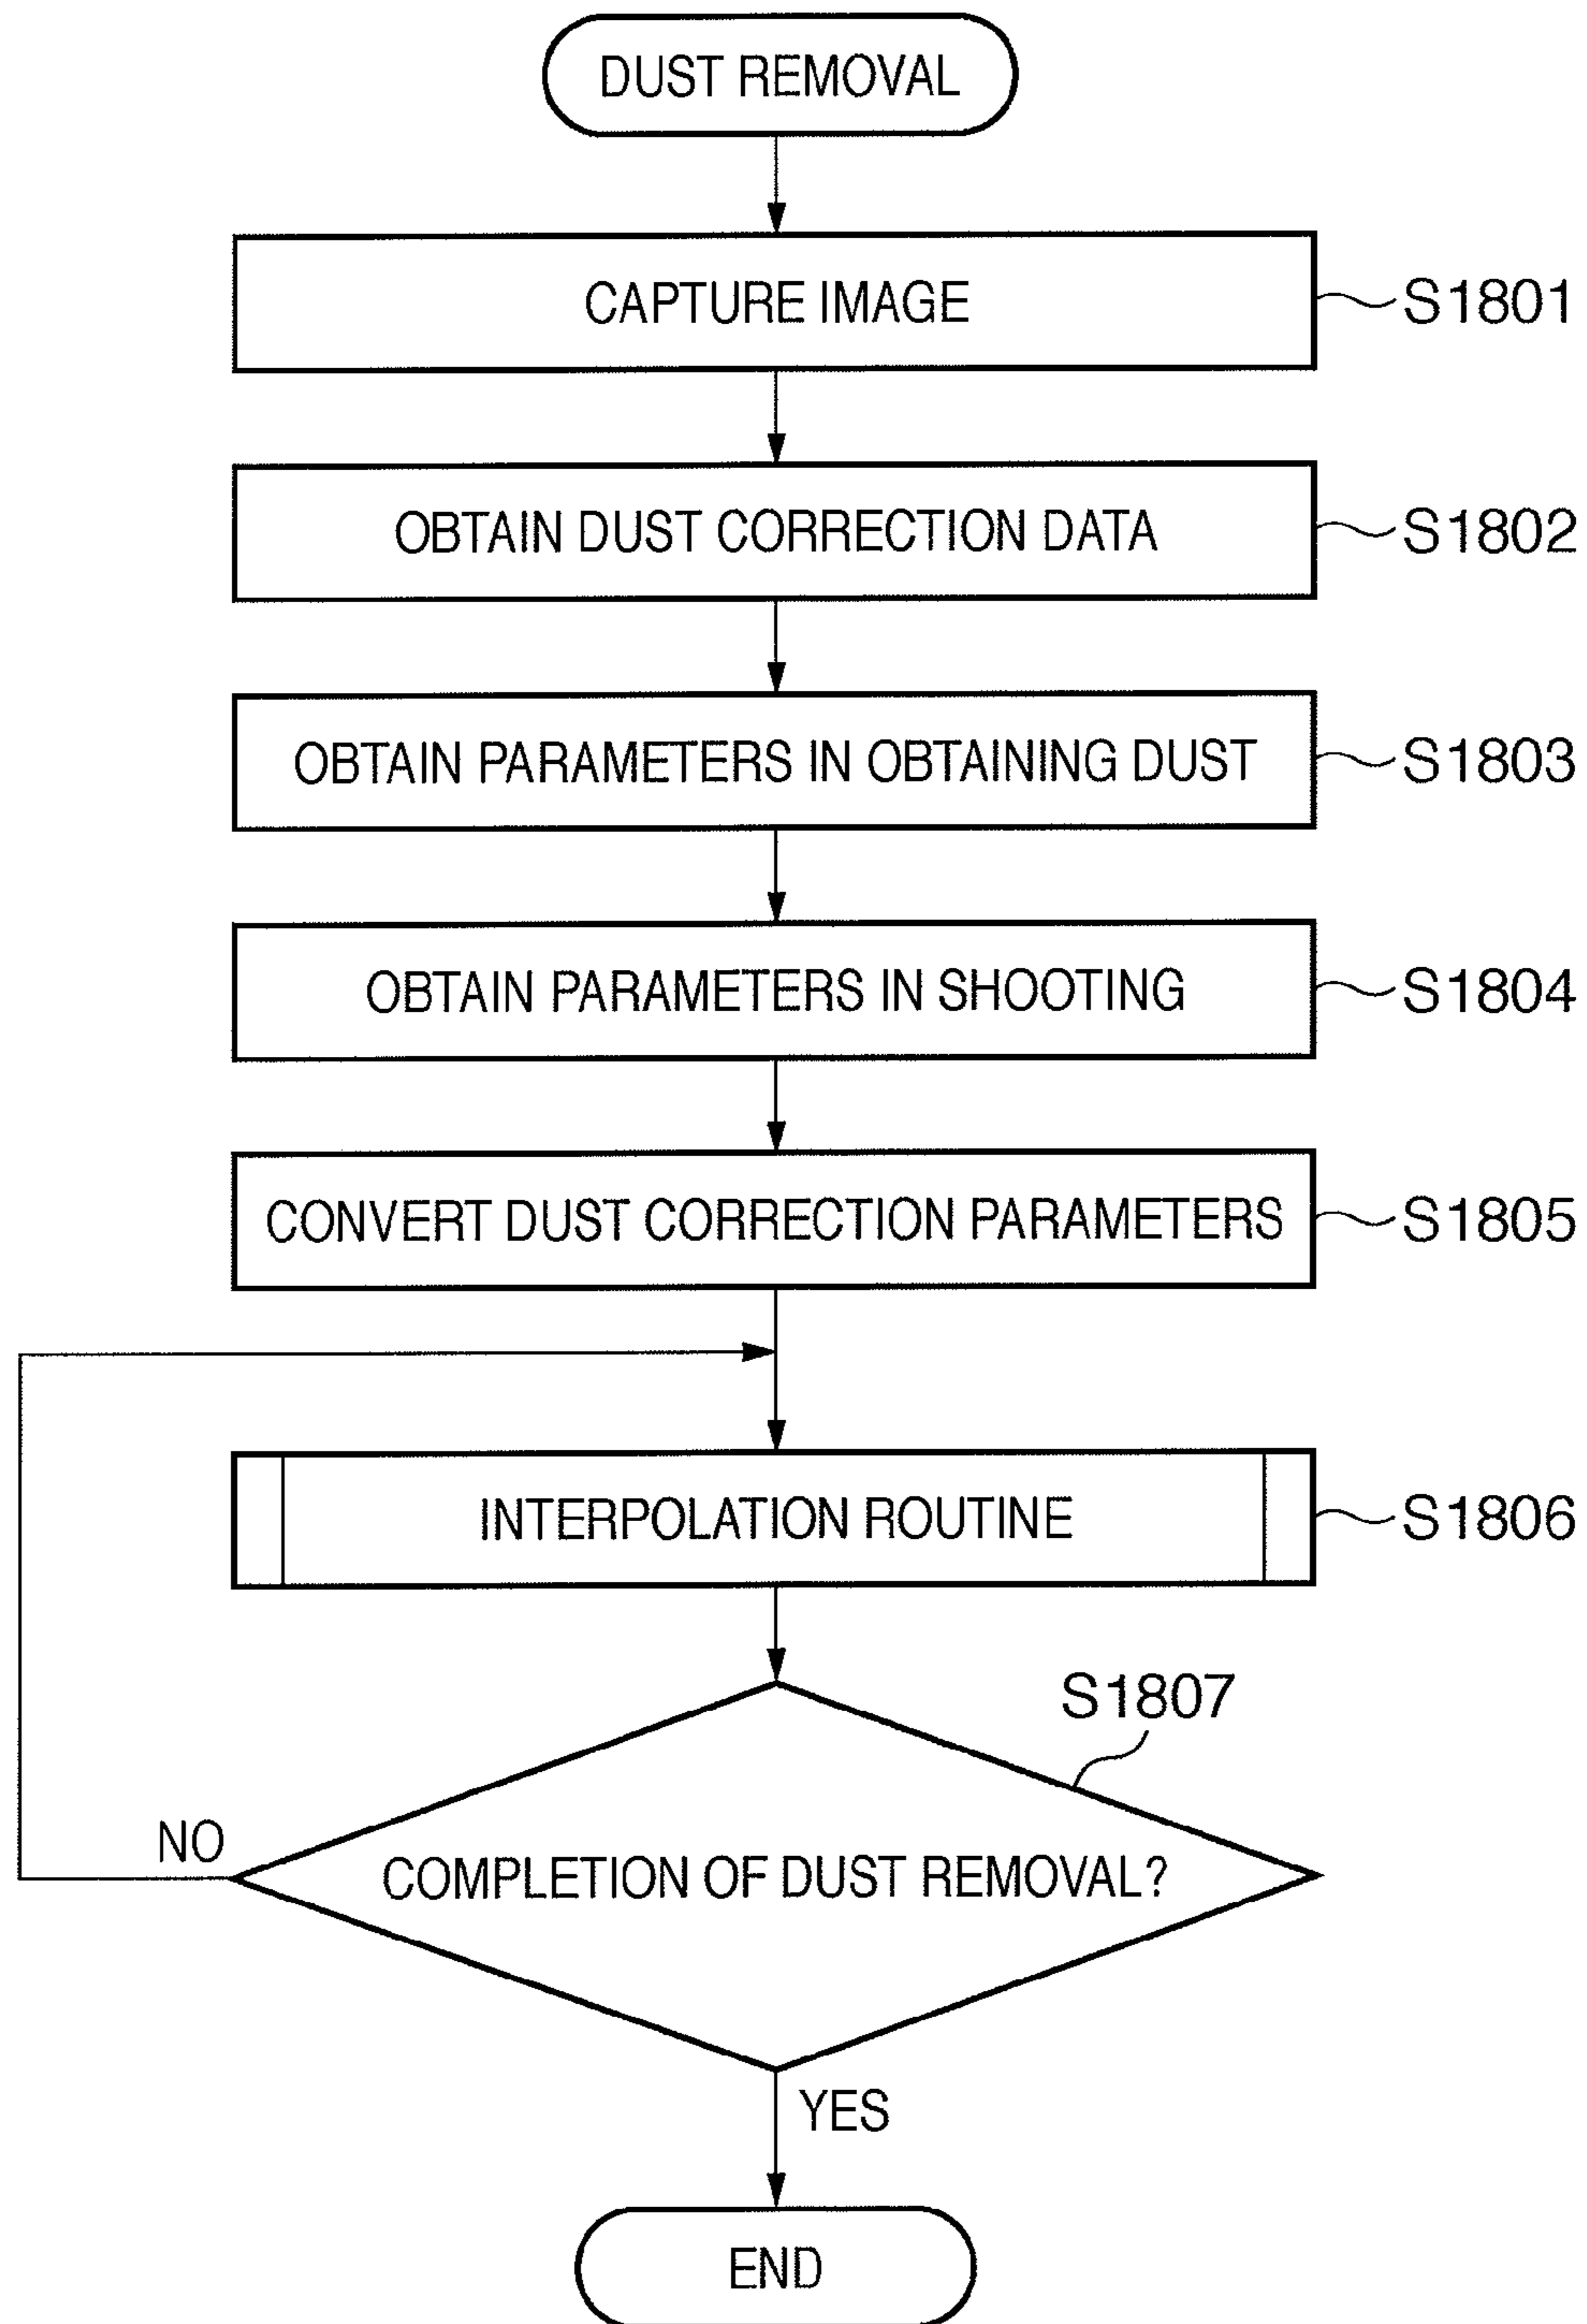 DUST REMOVAL
CAPTURE IMAGE
S1801
OBTAIN DUST CORRECTION DATA
S1802
OBTAIN PARAMETERS IN OBTAINING DUST
S1803
OBTAIN PARAMETERS IN SHOOTING
S1804
CONVERT DUST CORRECTION PARAMETERS
S1805
INTERPOLATION ROUTINE
S1806
S1807
NO
COMPLETION OF DUST REMOVAL?
YES
END